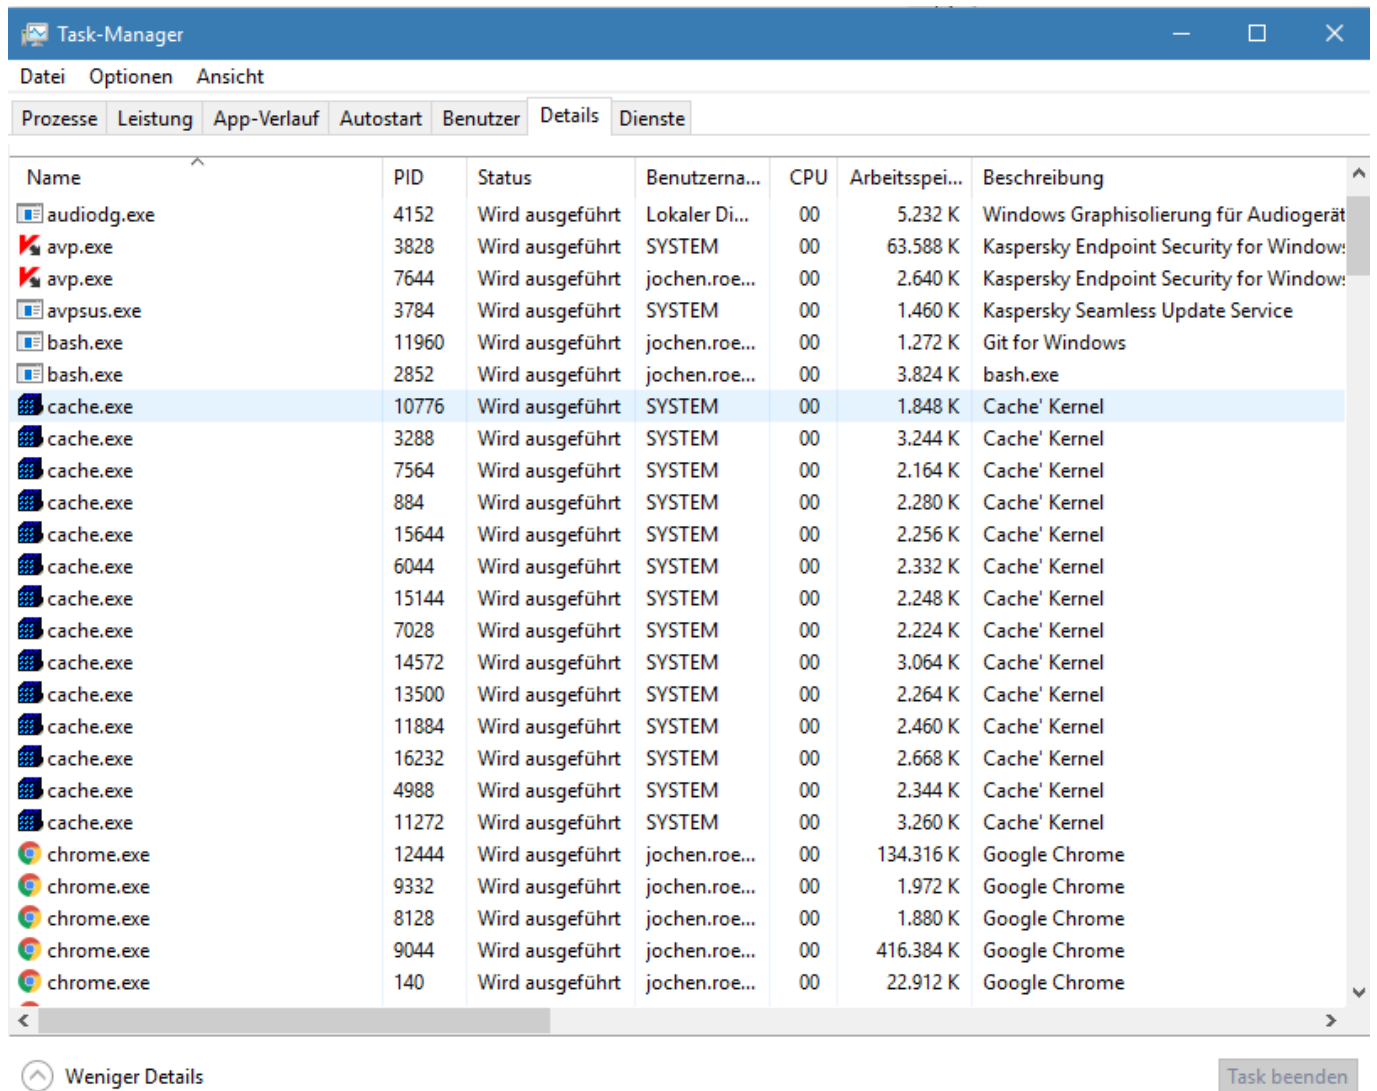 Task-Manager
Datei Optionen Ansicht
Prozesse Leistung App-Verlauf Autostart Benutzer Details Dienste
Name PID Status Benutzerna... CPU Arbeitsspei... Beschreibung
audiodg.exe 4152 Wird ausgeführt Lokaler Di... 00 5.232 K Windows Graphisolierung für Audiogerät
avp.exe 3828 Wird ausgeführt SYSTEM 00 63.588 K Kaspersky Endpoint Security for Windows
avp.exe 7644 Wird ausgeführt jochen.roe... 00 2.640 K Kaspersky Endpoint Security for Windows
avpsus.exe 3784 Wird ausgeführt SYSTEM 00 1.460 K Kaspersky Seamless Update Service
bash.exe 11960 Wird ausgeführt jochen.roe... 00 1.272 K Git for Windows
bash.exe 2852 Wird ausgeführt jochen.roe... 00 3.824 K bash.exe
cache.exe 10776 Wird ausgeführt SYSTEM 00 1.848 K Cache' Kernel
cache.exe 3288 Wird ausgeführt SYSTEM 00 3.244 K Cache' Kernel
cache.exe 7564 Wird ausgeführt SYSTEM 00 2.164 K Cache' Kernel
cache.exe 884 Wird ausgeführt SYSTEM 00 2.280 K Cache' Kernel
cache.exe 15644 Wird ausgeführt SYSTEM 00 2.256 K Cache' Kernel
cache.exe 6044 Wird ausgeführt SYSTEM 00 2.332 K Cache' Kernel
cache.exe 15144 Wird ausgeführt SYSTEM 00 2.248 K Cache' Kernel
cache.exe 7028 Wird ausgeführt SYSTEM 00 2.224 K Cache' Kernel
cache.exe 14572 Wird ausgeführt SYSTEM 00 3.064 K Cache' Kernel
cache.exe 13500 Wird ausgeführt SYSTEM 00 2.264 K Cache' Kernel
cache.exe 11884 Wird ausgeführt SYSTEM 00 2.460 K Cache' Kernel
cache.exe 16232 Wird ausgeführt SYSTEM 00 2.668 K Cache' Kernel
cache.exe 4988 Wird ausgeführt SYSTEM 00 2.344 K Cache' Kernel
cache.exe 11272 Wird ausgeführt SYSTEM 00 3.260 K Cache' Kernel
chrome.exe 12444 Wird ausgeführt jochen.roe... 00 134.316 K Google Chrome
chrome.exe 9332 Wird ausgeführt jochen.roe... 00 1.972 K Google Chrome
chrome.exe 8128 Wird ausgeführt jochen.roe... 00 1.880 K Google Chrome
chrome.exe 9044 Wird ausgeführt jochen.roe... 00 416.384 K Google Chrome
chrome.exe 140 Wird ausgeführt jochen.roe... 00 22.912 K Google Chrome
Weniger Details Task beenden